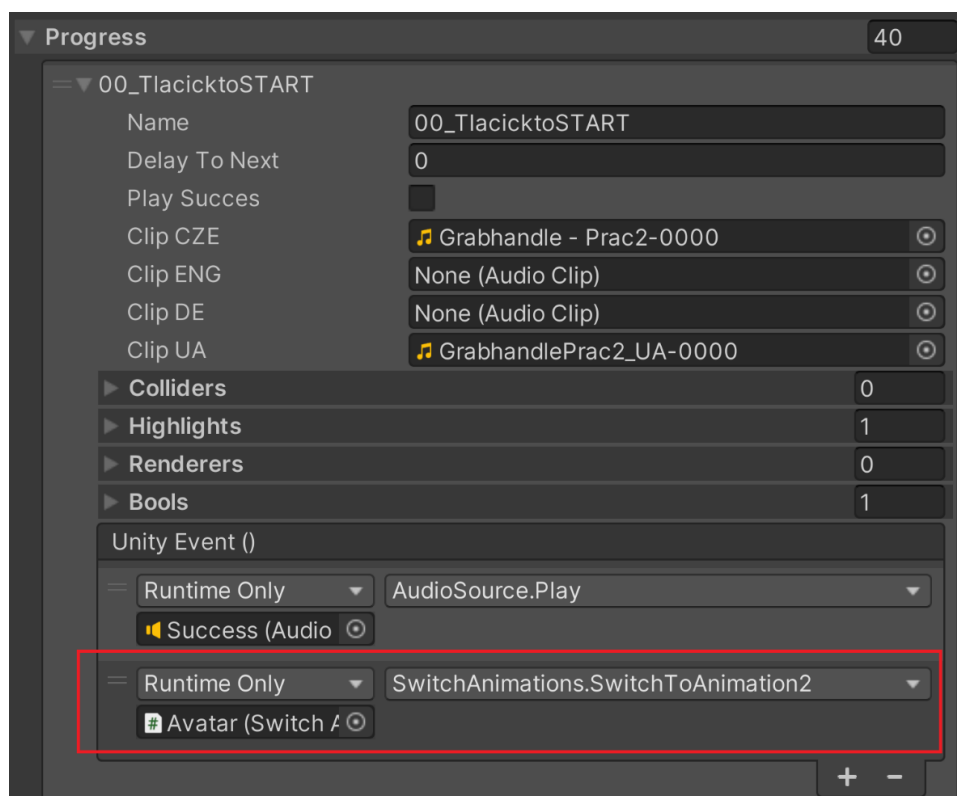 Progress 40
00_TlacicktoSTART
Name 00_TlacicktoSTART
Delay To Next 0
Play Succes
Clip CZE Grabhandle - Prac2-0000
Clip ENG None (Audio Clip)
Clip DE None (Audio Clip)
Clip UA GrabhandlePrac2_UA-0000
Colliders 0
Highlights 1
Renderers 0
Bools 1
Unity Event ()
Runtime Only AudioSource.Play
Success (Audio
Runtime Only SwitchAnimations.SwitchToAnimation2
# Avatar (Switch A
+ -